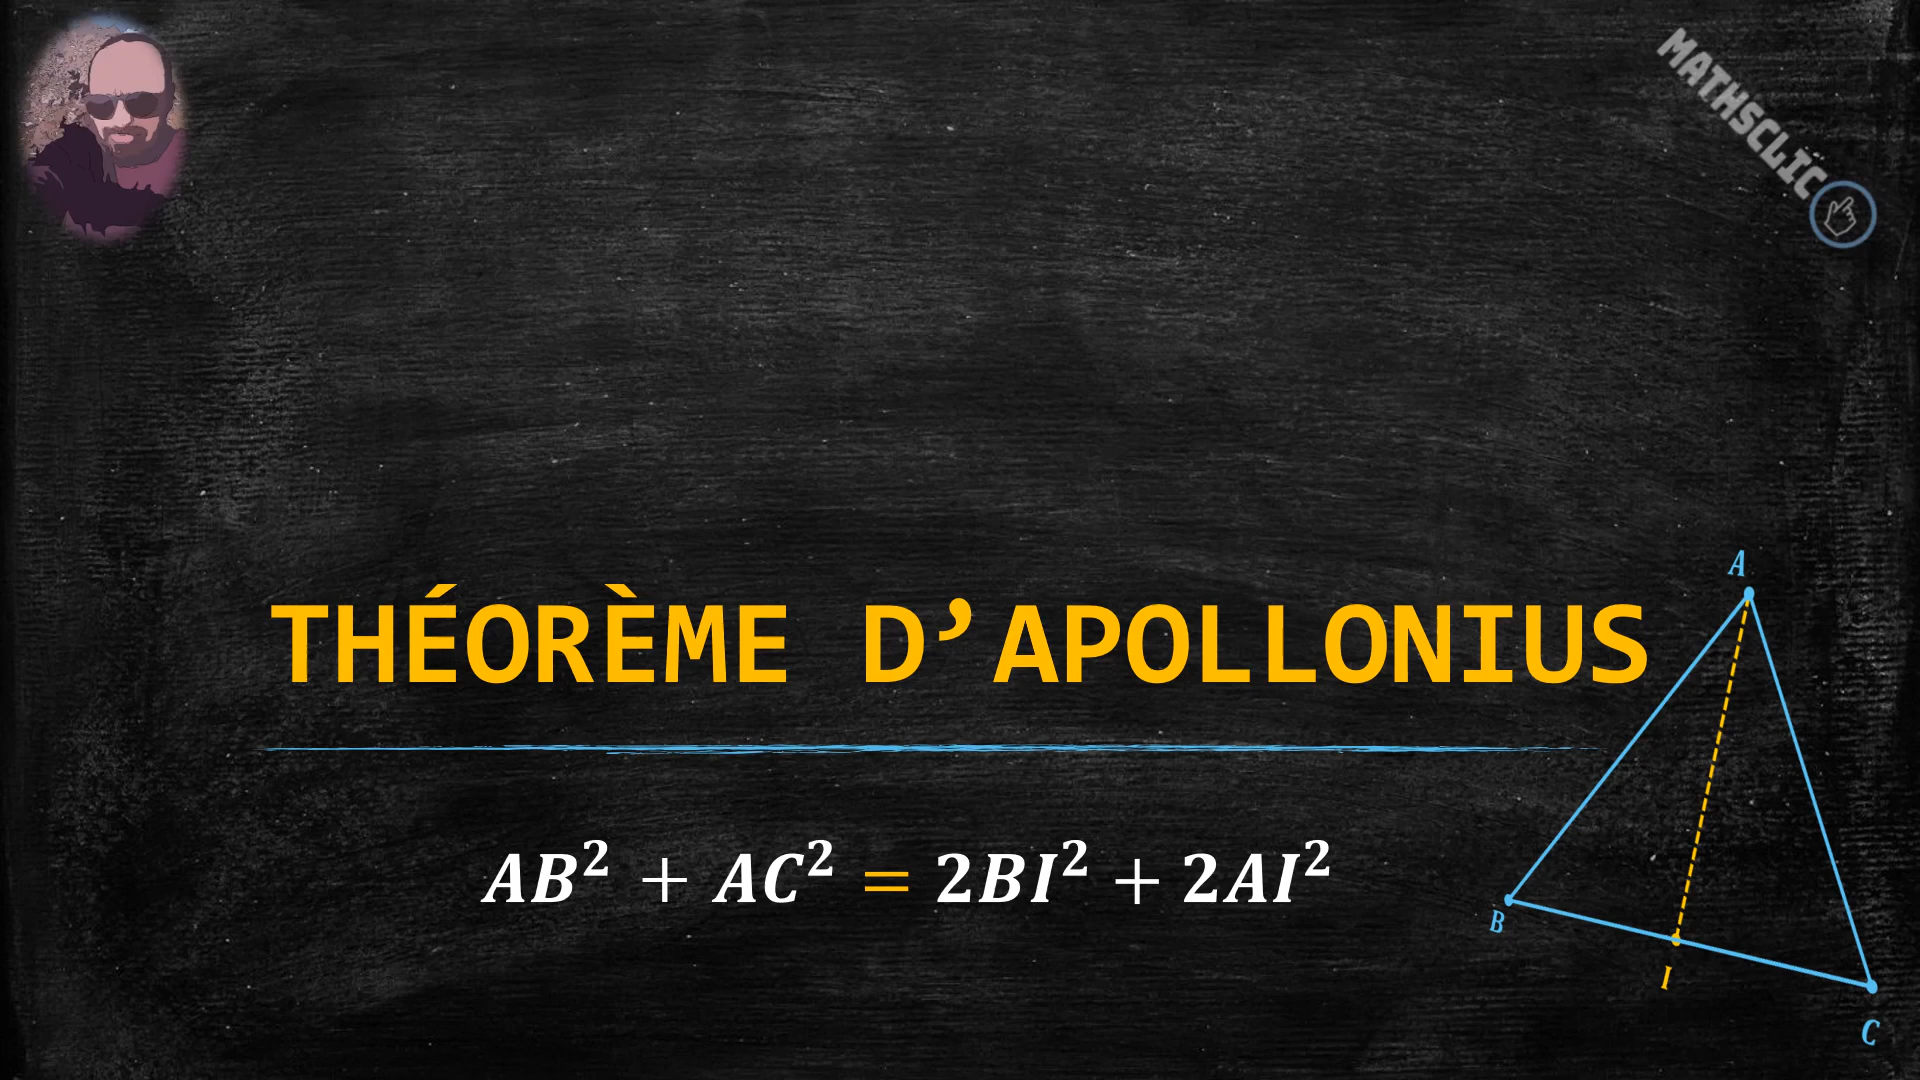 MATHSCLIC
A
THÉORÈME D’APOLLONIUS
AB² + AC² = 2BI² + 2AI²
B
I
C